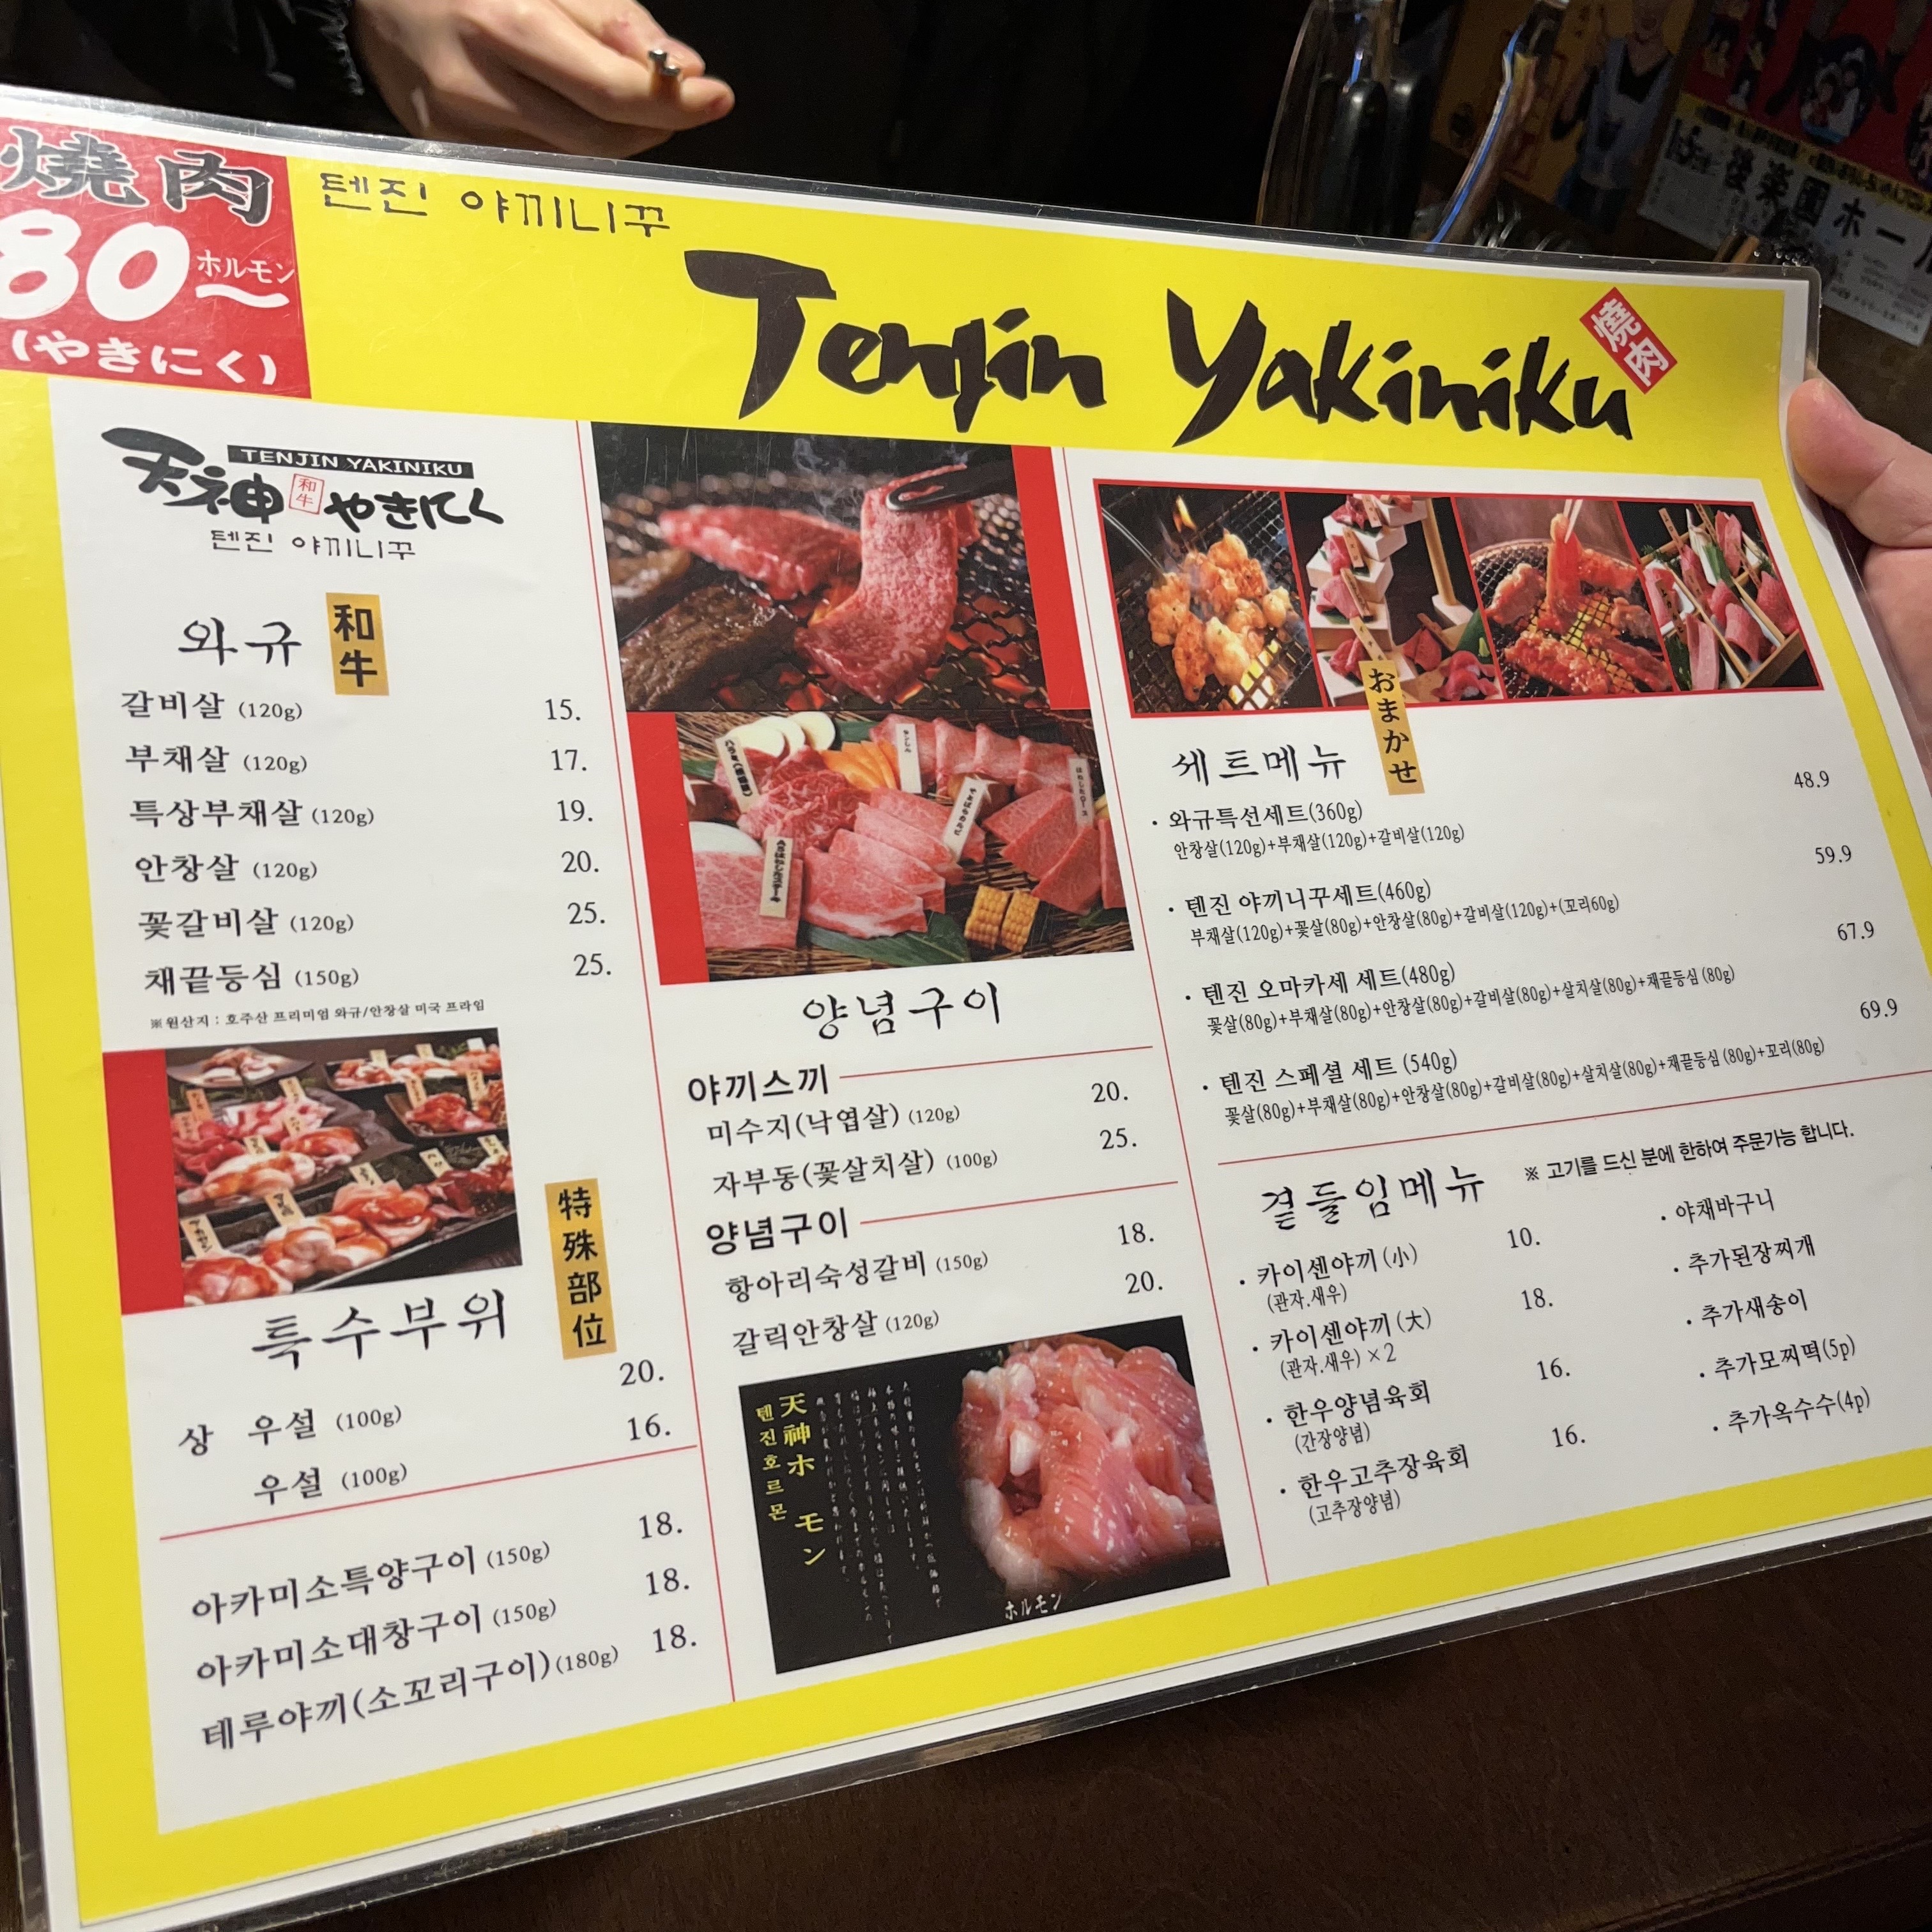 燒肉
80~
ホルモン
(やきにく)
텐진 야끼니꾸
Tenjin Yakiniku
燒肉
TENJIN YAKINIKU
天神 和牛 やきにく
텐진 야끼니꾸
와규 和牛
갈비살 (120g) 15.
부채살 (120g) 17.
특상부채살 (120g) 19.
안창살 (120g) 20.
꽃갈비살 (120g) 25.
채끝등심 (150g) 25.
※원산지 : 호주산 프리미엄 와규/안창살 미국 프라임
특수부위 特殊部位
상 우설 (100g) 20.
우설 (100g) 16.
아카미소특양구이 (150g) 18.
아카미소대창구이 (150g) 18.
테루야끼(소꼬리구이)(180g) 18.
양념구이
야끼스끼
미수지(낙엽살) (120g) 20.
자부동(꽃살치살) (100g) 25.
양념구이
항아리숙성갈비 (150g) 18.
갈릭안창살 (120g) 20.
天神ホ モン
텐진호르몬
ホルモン
おまかせ
세트메뉴
· 와규특선세트(360g) 48.9
안창살(120g)+부채살(120g)+갈비살(120g)
· 텐진 야끼니꾸세트(460g) 59.9
부채살(120g)+꽃살(80g)+안창살(80g)+갈비살(120g)+(꼬리60g)
· 텐진 오마카세 세트(480g) 67.9
꽃살(80g)+부채살(80g)+안창살(80g)+갈비살(80g)+살치살(80g)+채끝등심(80g)
· 텐진 스페셜 세트 (540g) 69.9
꽃살(80g)+부채살(80g)+안창살(80g)+갈비살(80g)+살치살(80g)+채끝등심(80g)+꼬리(80g)
곁들임메뉴 ※ 고기를 드신 분에 한하여 주문가능 합니다.
· 카이센야끼(小) 10.
(관자.새우)
· 카이센야끼(大) 18.
(관자.새우) ×2
· 한우양념육회 16.
(간장양념)
· 한우고추장육회 16.
(고추장양념)
· 야채바구니
· 추가된장찌개
· 추가새송이
· 추가모찌떡(5p)
· 추가옥수수(4p)
後楽園ホール